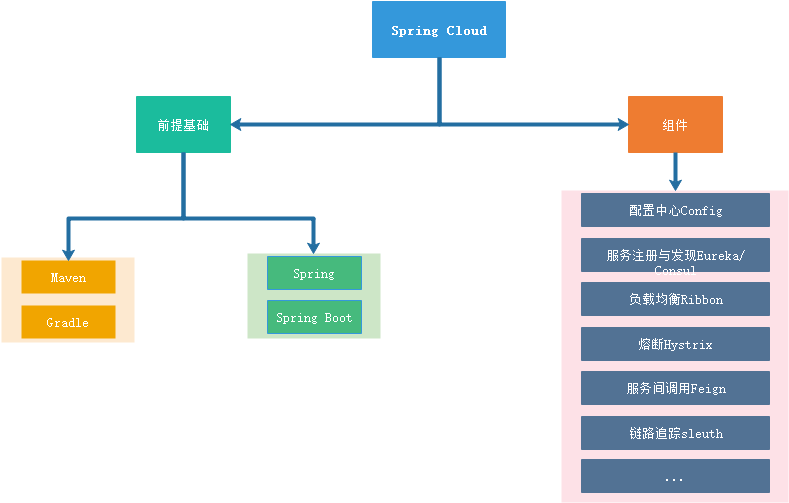 Spring Cloud
前提基础
组件
Maven
Gradle
Spring
Spring Boot
配置中心Config
服务注册与发现Eureka/
Consul
负载均衡Ribbon
熔断Hystrix
服务间调用Feign
链路追踪sleuth
...